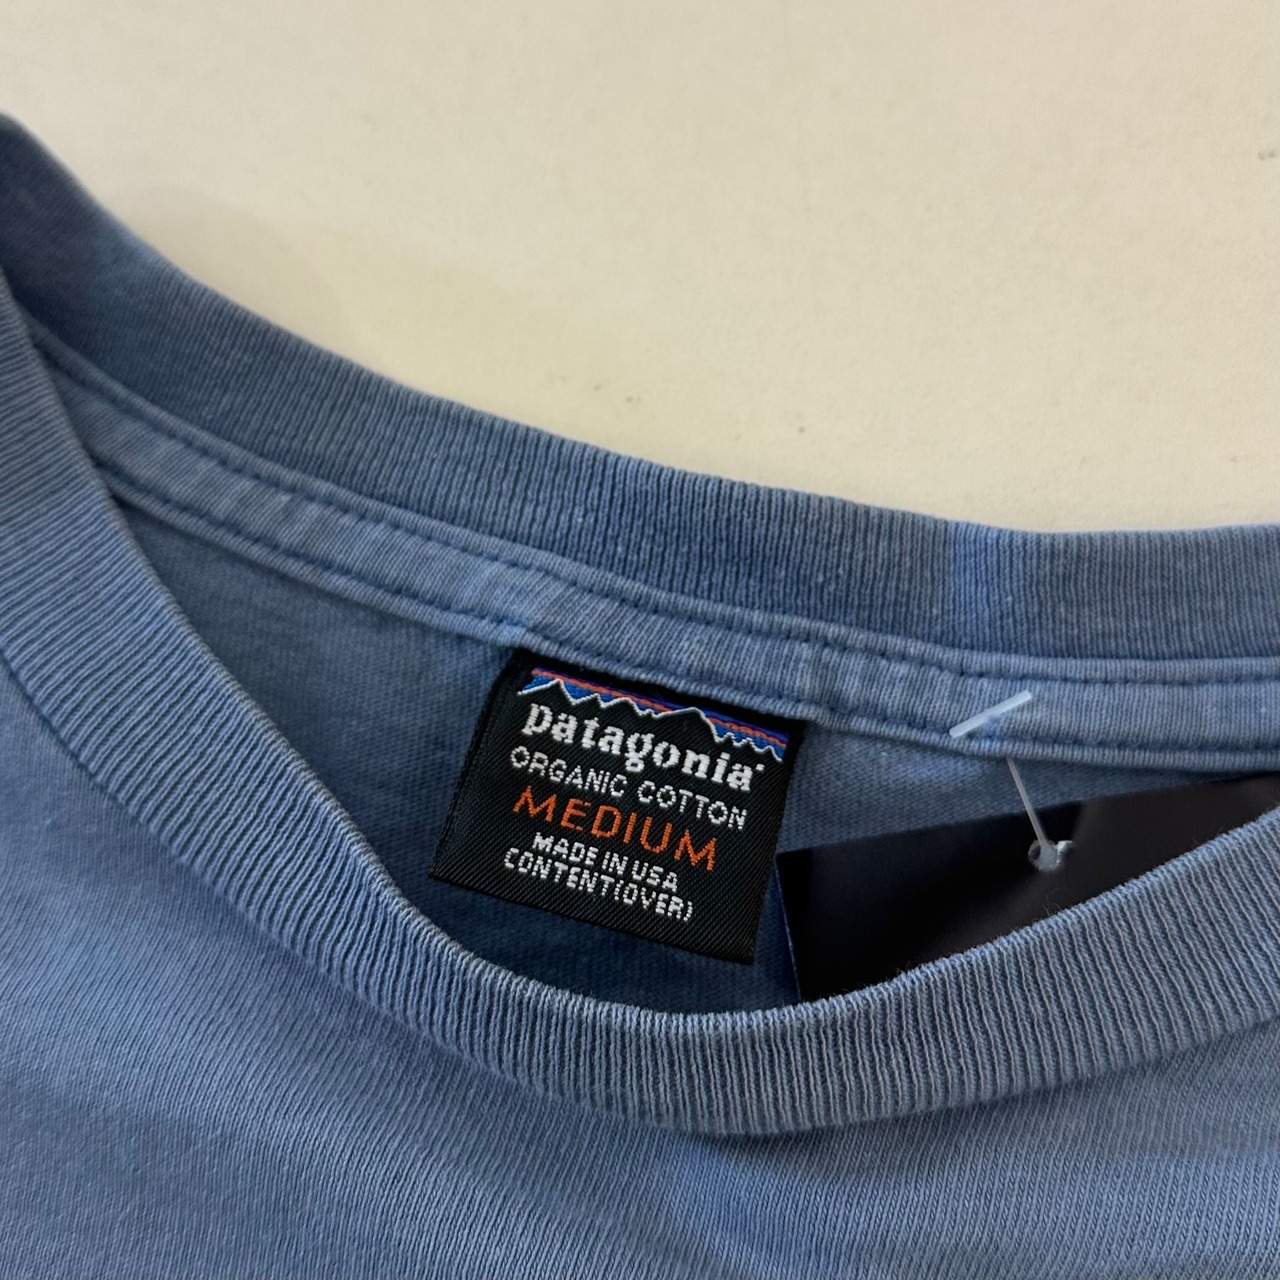 patagonia
ORGANIC COTTON
MEDIUM
MADE IN USA
CONTENT(OVER)